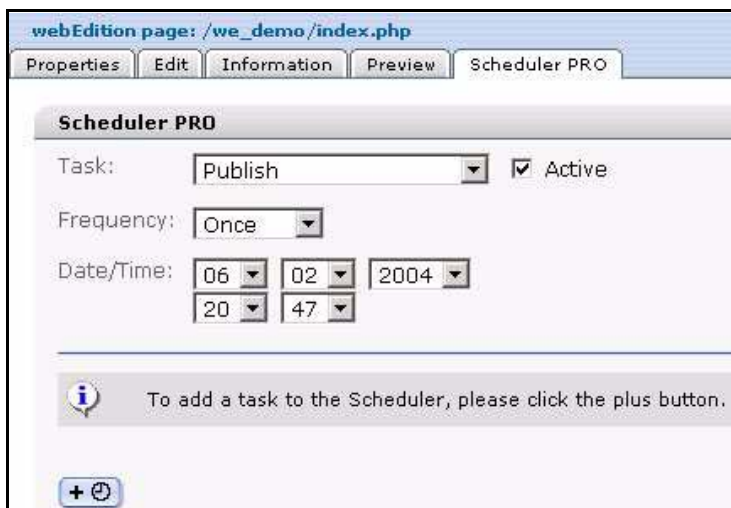 webEdition page: /we_demo/index.php
Properties Edit Information Preview Scheduler PRO
Scheduler PRO
Task: Publish Active
Frequency: Once
Date/Time: 06 02 2004
20 47
To add a task to the Scheduler, please click the plus button.
+